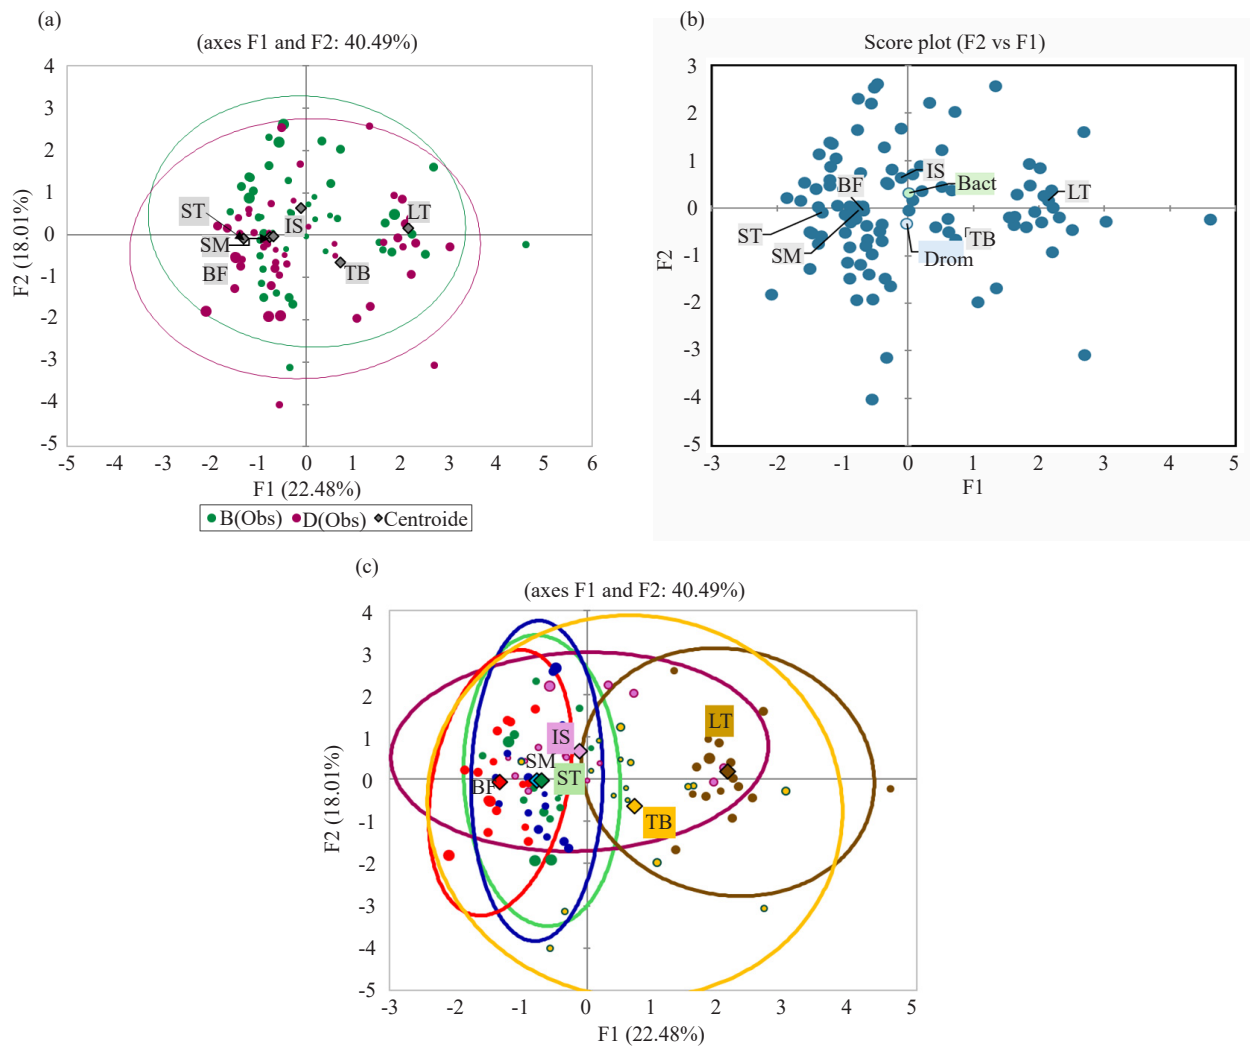 (a)
(axes F1 and F2: 40.49%)
4
3
2
1
0
-1
-2
-3
-4
-5
F2 (18.01%)
ST
SM
BF
IS
LT
TB
-5 -4 -3 -2 -1 0 1 2 3 4 5 6
F1 (22.48%)
B(Obs) D(Obs) Centroide
(b)
Score plot (F2 vs F1)
3
2
1
0
-1
-2
-3
-4
-5
F2
IS
BF
Bact
LT
ST
SM
TB
Drom
-3 -2 -1 0 1 2 3 4 5
F1
(c)
(axes F1 and F2: 40.49%)
4
3
2
1
0
-1
-2
-3
-4
-5
F2 (18.01%)
LT
IS
SM
ST
BF
TB
-3 -2 -1 0 1 2 3 4 5
F1 (22.48%)